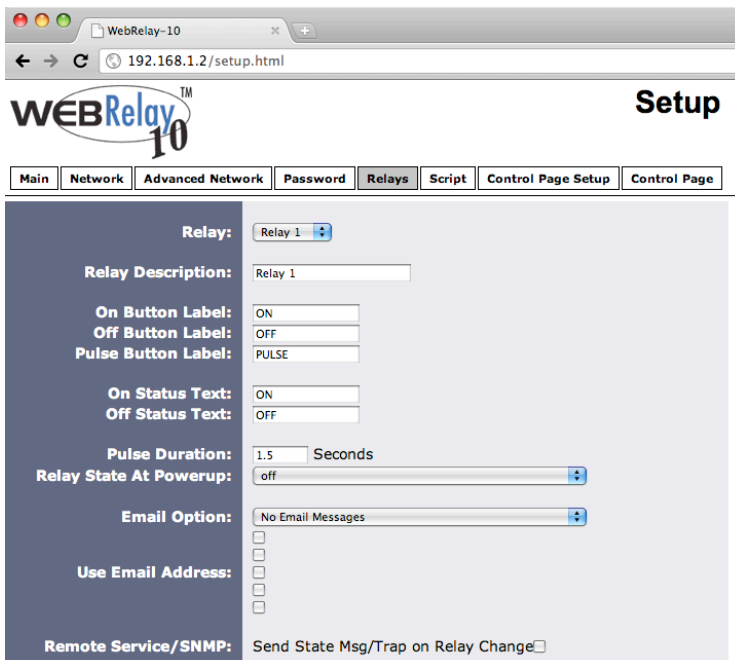 WebRelay-10
192.168.1.2/setup.html
WEBRelay 10 TM
Setup
Main Network Advanced Network Password Relays Script Control Page Setup Control Page
Relay: Relay 1
Relay Description: Relay 1
On Button Label: ON
Off Button Label: OFF
Pulse Button Label: PULSE
On Status Text: ON
Off Status Text: OFF
Pulse Duration: 1.5 Seconds
Relay State At Powerup: off
Email Option: No Email Messages
Use Email Address:
Remote Service/SNMP: Send State Msg/Trap on Relay Change